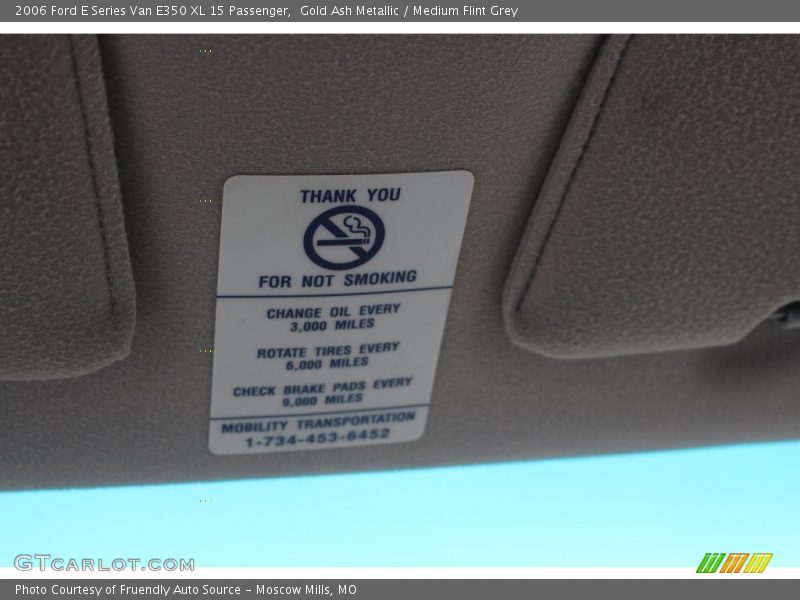 2006 Ford E Series Van E350 XL 15 Passenger,  Gold Ash Metallic / Medium Flint Grey
THANK YOU
FOR NOT SMOKING
CHANGE OIL EVERY
3,000 MILES
ROTATE TIRES EVERY
6,000 MILES
CHECK BRAKE PADS EVERY
9,000 MILES
MOBILITY TRANSPORTATION
1-734-453-6452
GTCARLOT.COM
Photo Courtesy of Fruendly Auto Source – Moscow Mills, MO